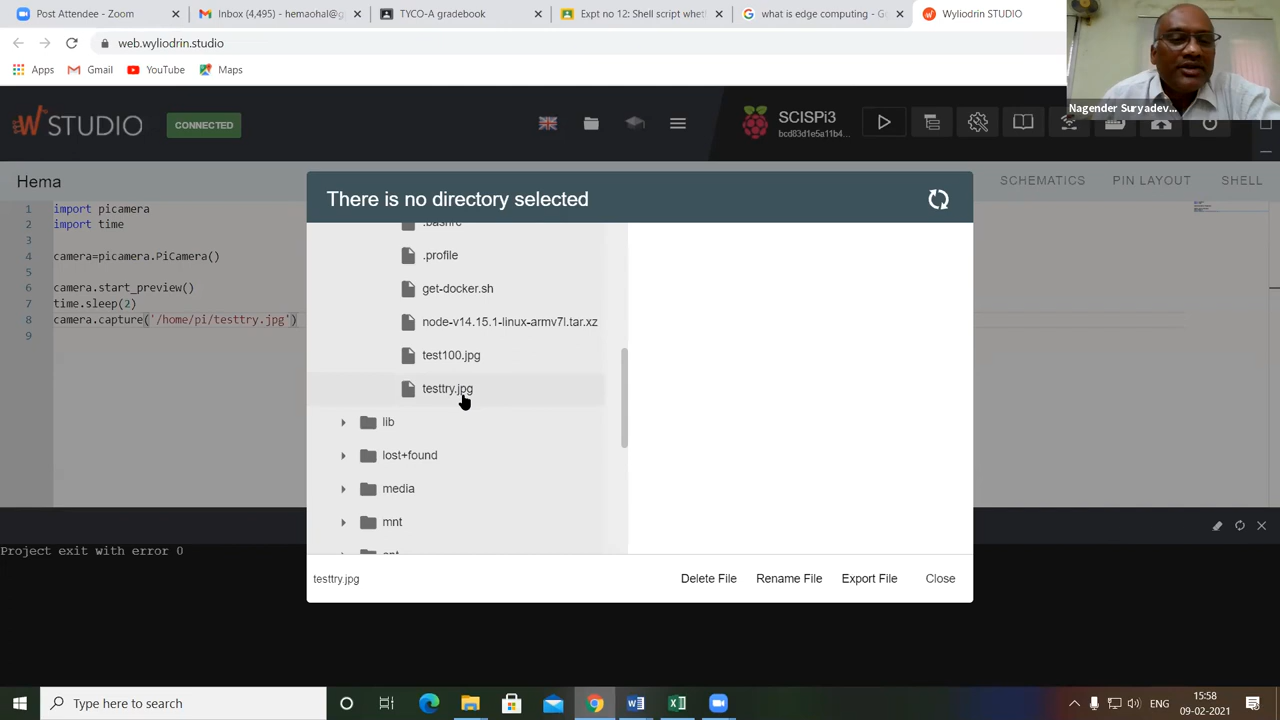 Post Attendee - Zoom
Inbox (4,495) - hemaohal@g
TYCO-A gradebook
Expt no 12: Shell script wheth
what is edge computing - Go
Wyliodrin STUDIO
web.wyliodrin.studio
Apps
Gmail
YouTube
Maps
Nagender Suryadev...
STUDIO
CONNECTED
SCISPi3
bcd83d1e5a11b4...
Hema
SCHEMATICS
PIN LAYOUT
SHELL
There is no directory selected
1 import picamera
2 import time
3
4 camera=picamera.PiCamera()
5
6 camera.start_preview()
7 time.sleep(2)
8 camera.capture('/home/pi/testtry.jpg')
9
.bashrc
.profile
get-docker.sh
node-v14.15.1-linux-armv7l.tar.xz
test100.jpg
testtry.jpg
lib
lost+found
media
mnt
opt
testtry.jpg
Delete File
Rename File
Export File
Close
Project exit with error 0
Type here to search
ENG
15:58
09-02-2021